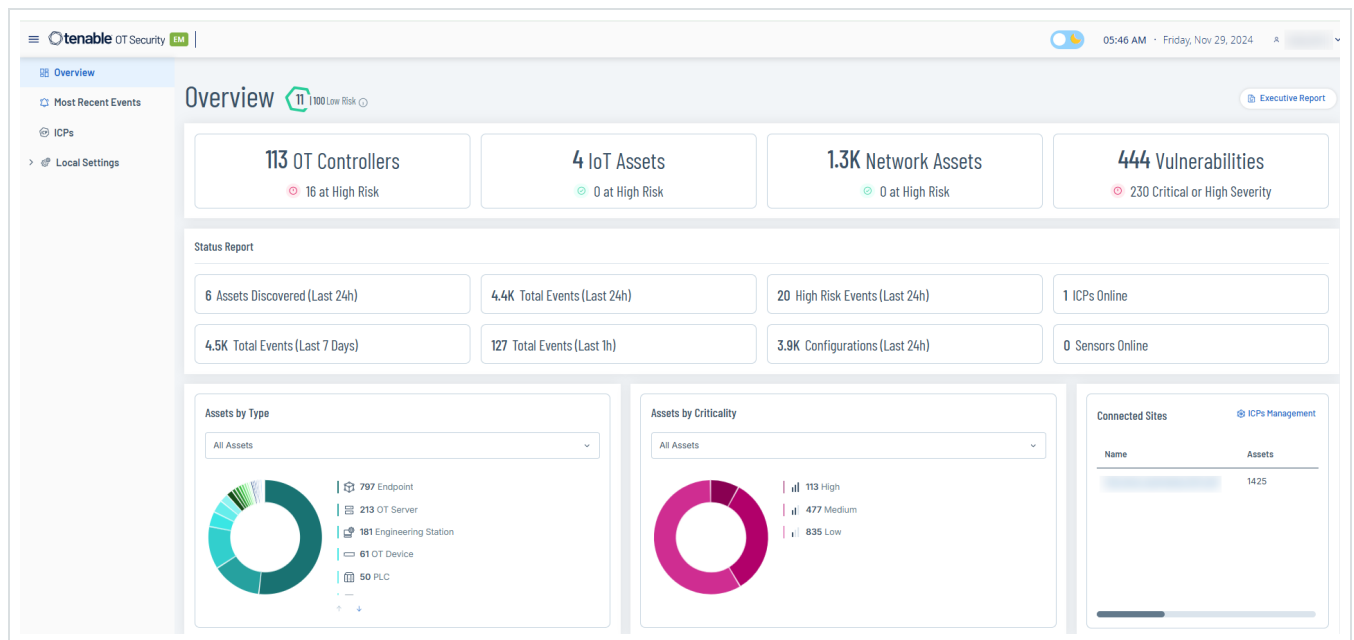 tenable OT Security EM
05:46 AM · Friday, Nov 29, 2024
Overview
Most Recent Events
ICPs
Local Settings
Overview 11 | 100 Low Risk
Executive Report
113 OT Controllers
16 at High Risk
4 IoT Assets
0 at High Risk
1.3K Network Assets
0 at High Risk
444 Vulnerabilities
230 Critical or High Severity
Status Report
6 Assets Discovered (Last 24h)
4.4K Total Events (Last 24h)
20 High Risk Events (Last 24h)
1 ICPs Online
4.5K Total Events (Last 7 Days)
127 Total Events (Last 1h)
3.9K Configurations (Last 24h)
0 Sensors Online
Assets by Type
All Assets
797 Endpoint
213 OT Server
181 Engineering Station
61 OT Device
50 PLC
Assets by Criticality
All Assets
113 High
477 Medium
835 Low
Connected Sites
ICPs Management
Name Assets
1425